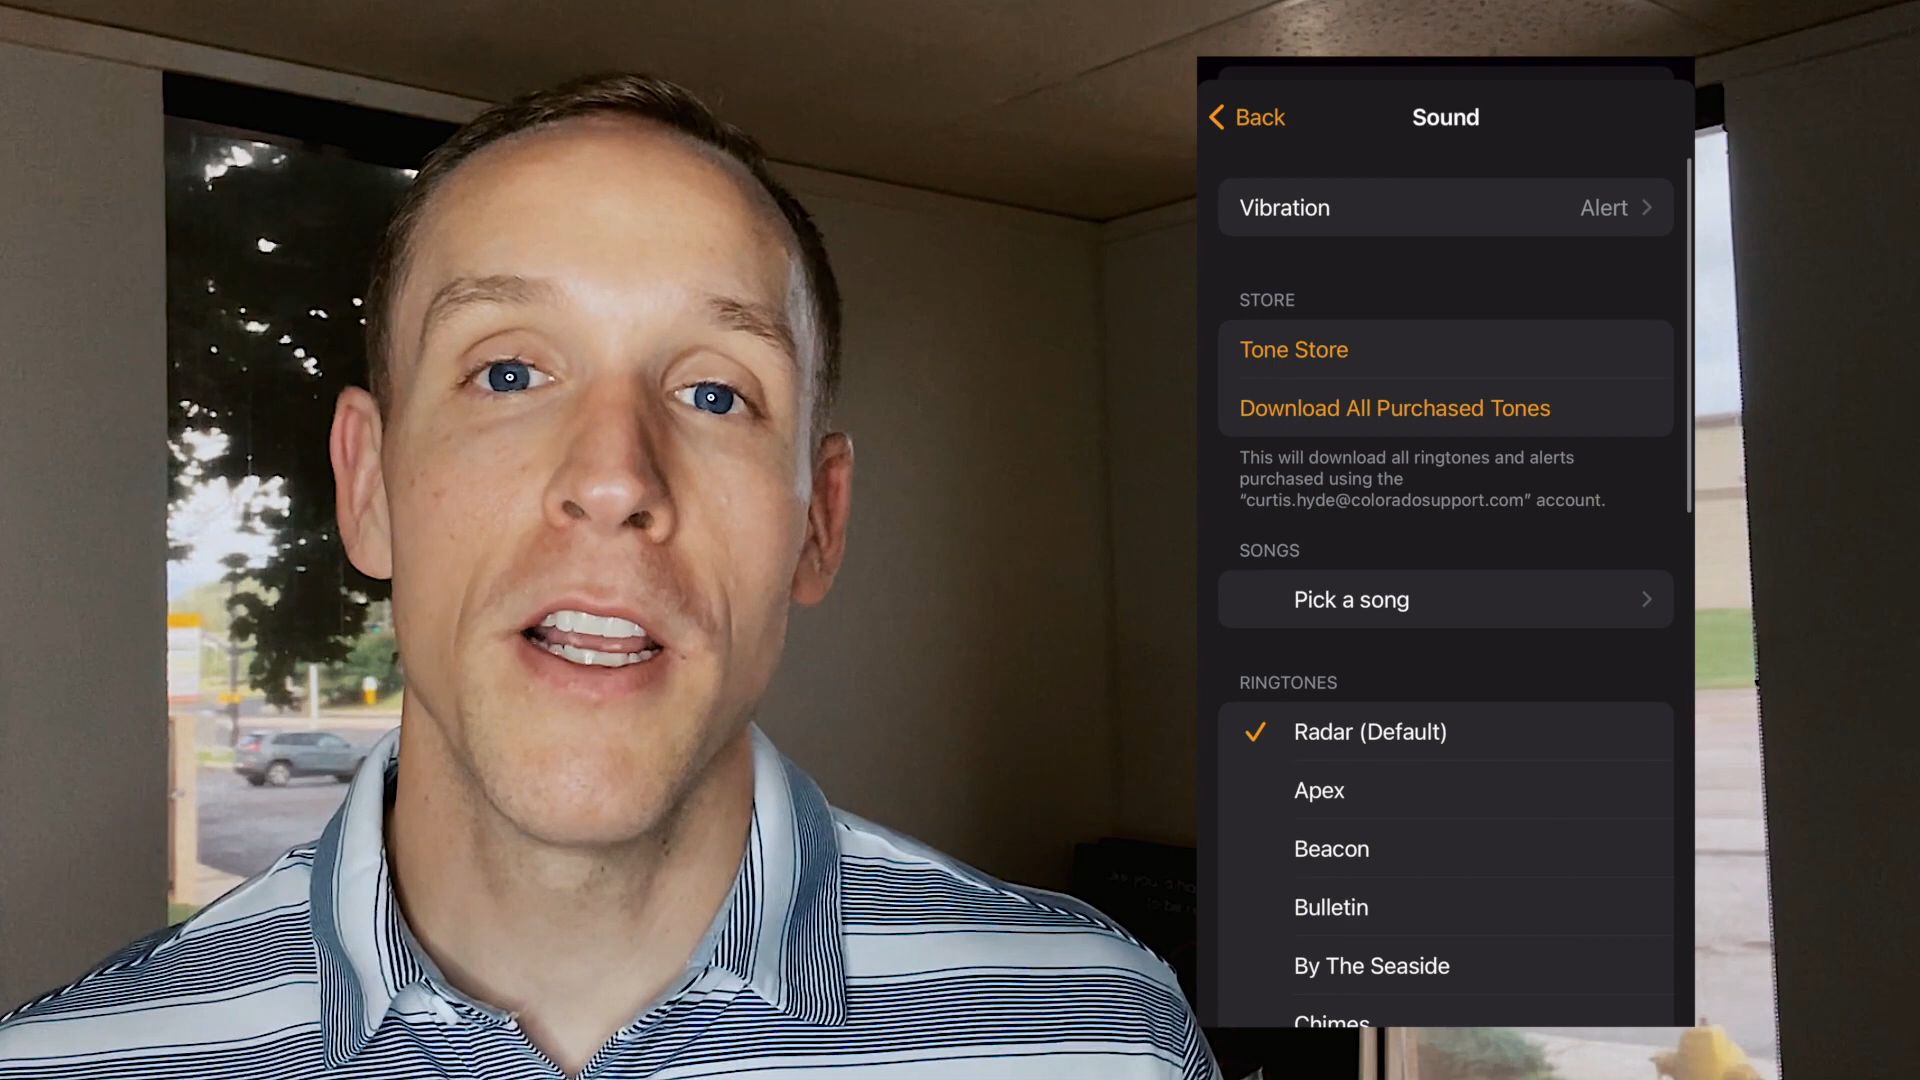 Back
Sound
Vibration
Alert
STORE
Tone Store
Download All Purchased Tones
This will download all ringtones and alerts
purchased using the
“curtis.hyde@coloradosupport.com” account.
SONGS
Pick a song
RINGTONES
Radar (Default)
Apex
Beacon
Bulletin
By The Seaside
Chimes